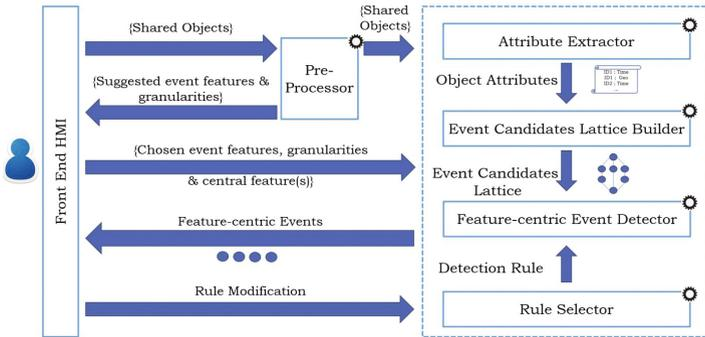 {Shared Objects}
{Shared
Objects}
Pre-
Processor
{Suggested event features &
granularities}
Front End HMI
{Chosen event features, granularities
& central feature(s)}
Feature-centric Events
Rule Modification
Attribute Extractor
Object Attributes
ID1 : Time
ID1 : Geo
ID2 : Time
...
Event Candidates Lattice Builder
Event Candidates
Lattice
Feature-centric Event Detector
Detection Rule
Rule Selector